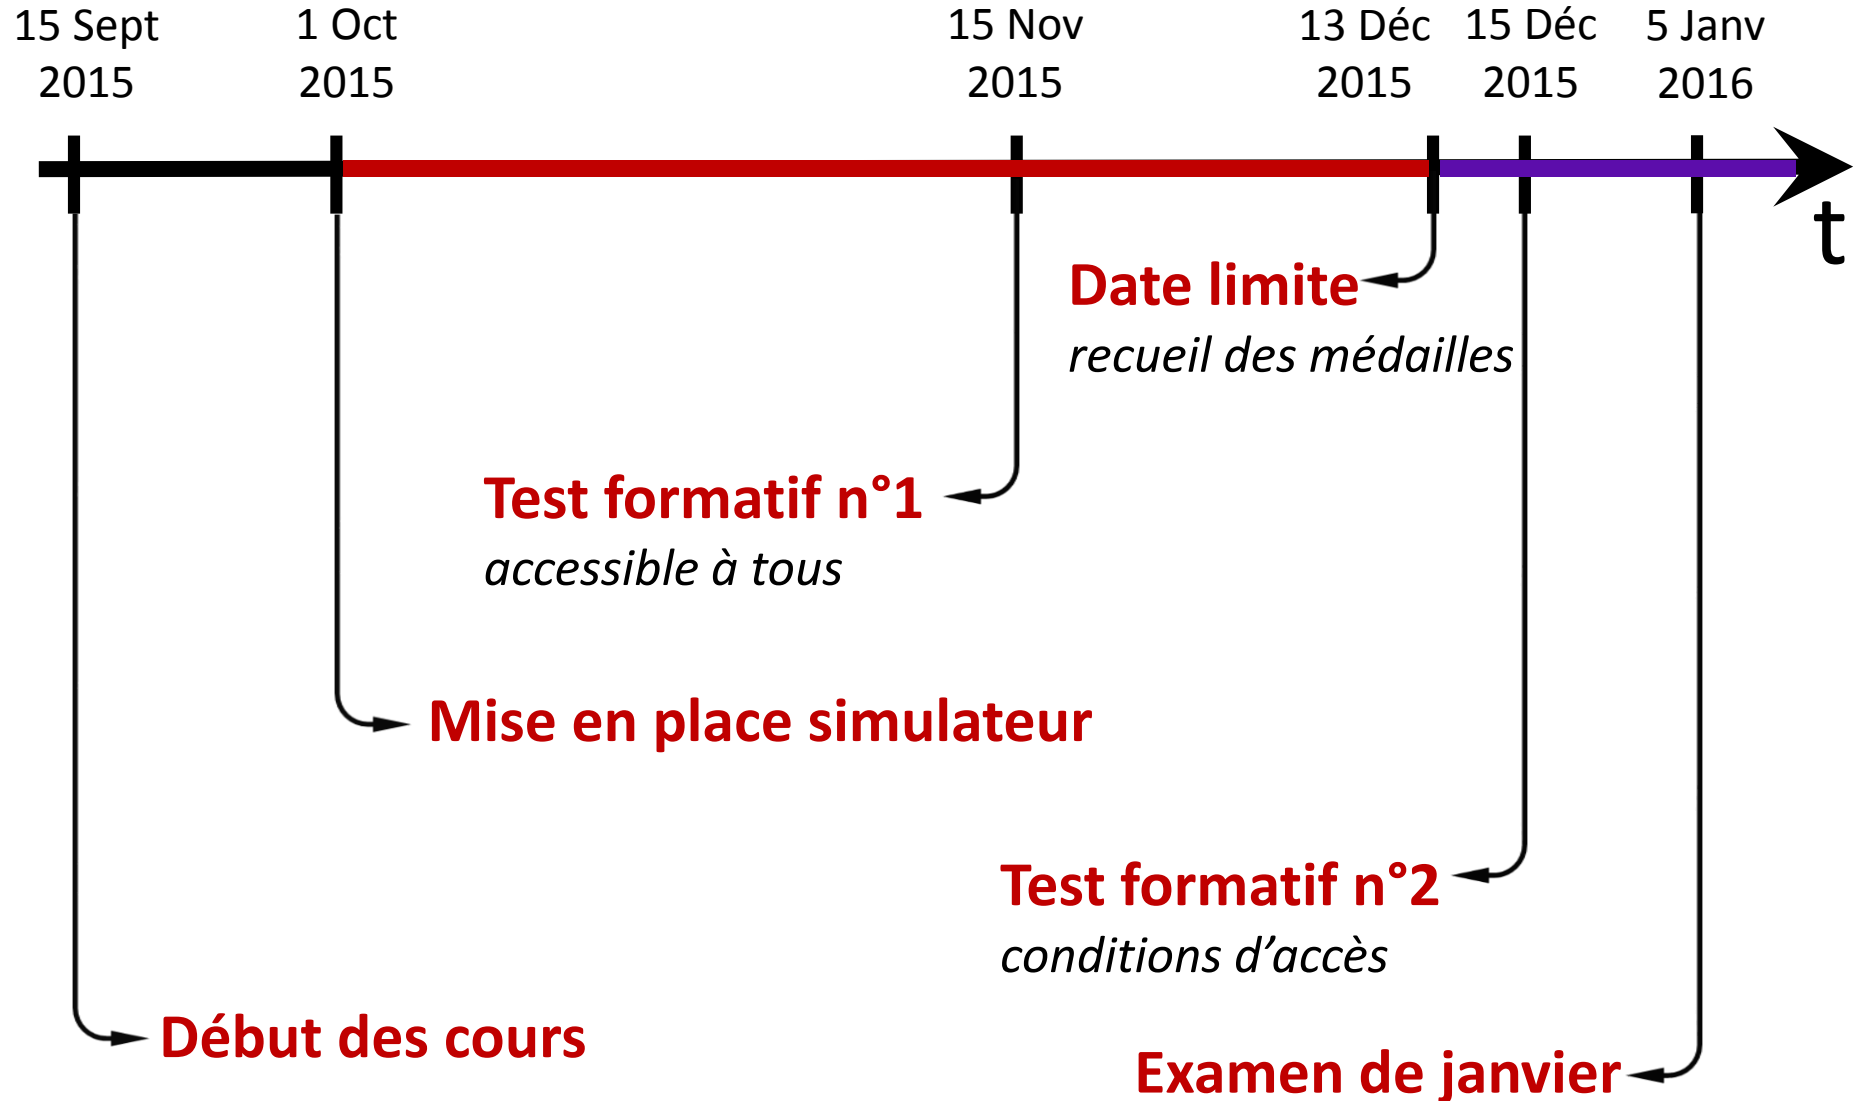 15 Sept
2015
1 Oct
2015
15 Nov
2015
13 Déc
2015
15 Déc
2015
5 Janv
2016
t
Date limite
recueil des médailles
Test formatif n°1
accessible à tous
Mise en place simulateur
Test formatif n°2
conditions d’accès
Début des cours
Examen de janvier